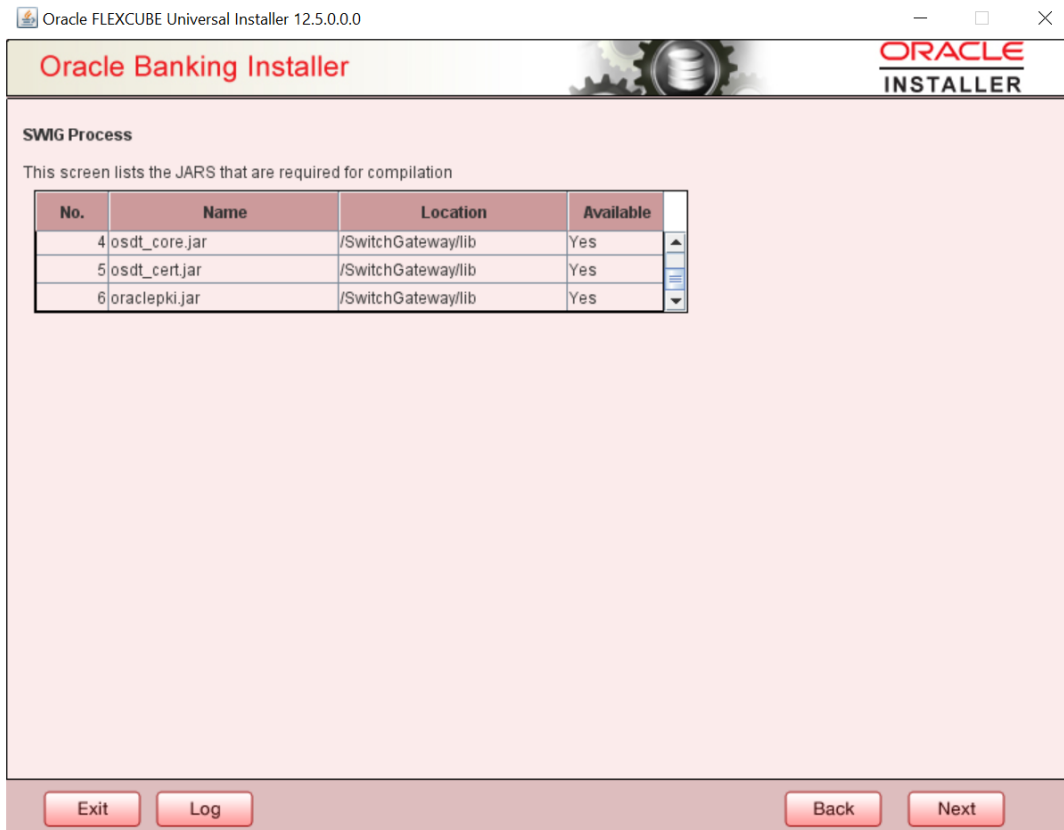 Oracle FLEXCUBE Universal Installer 12.5.0.0.0
Oracle Banking Installer
ORACLE
INSTALLER
SWIG Process
This screen lists the JARS that are required for compilation
No. Name Location Available
4 osdt_core.jar /SwitchGateway/lib Yes
5 osdt_cert.jar /SwitchGateway/lib Yes
6 oraclepki.jar /SwitchGateway/lib Yes
Exit Log Back Next